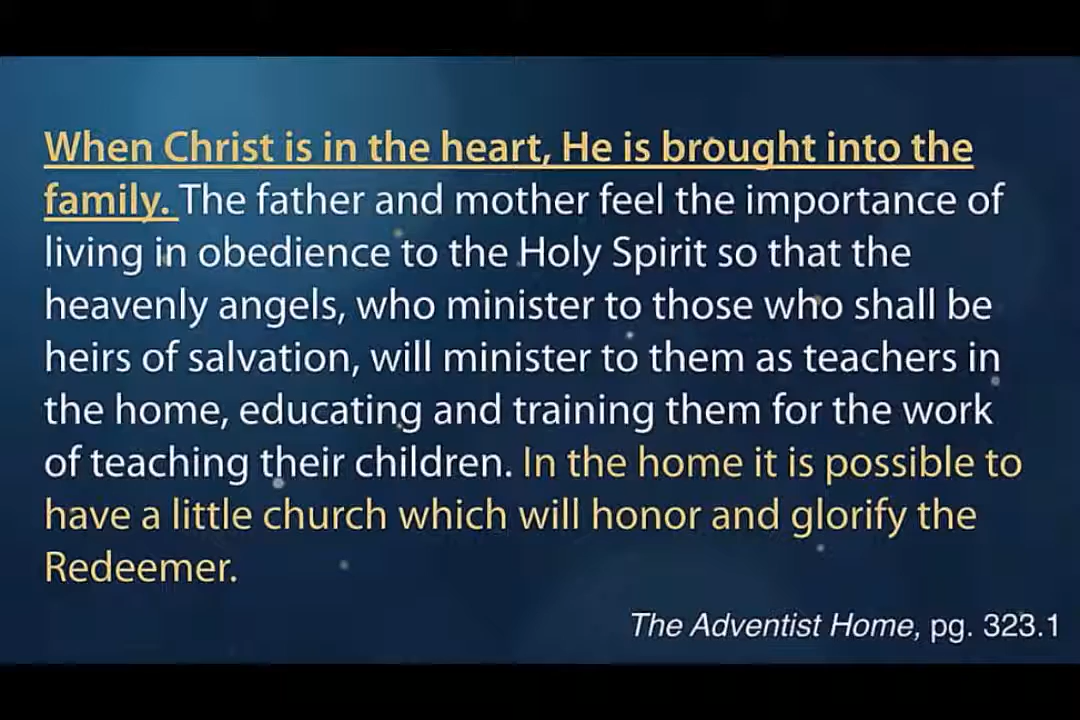 When Christ is in the heart, He is brought into the
family. The father and mother feel the importance of
living in obedience to the Holy Spirit so that the
heavenly angels, who minister to those who shall be
heirs of salvation, will minister to them as teachers in
the home, educating and training them for the work
of teaching their children. In the home it is possible to
have a little church which will honor and glorify the
Redeemer.
The Adventist Home, pg. 323.1